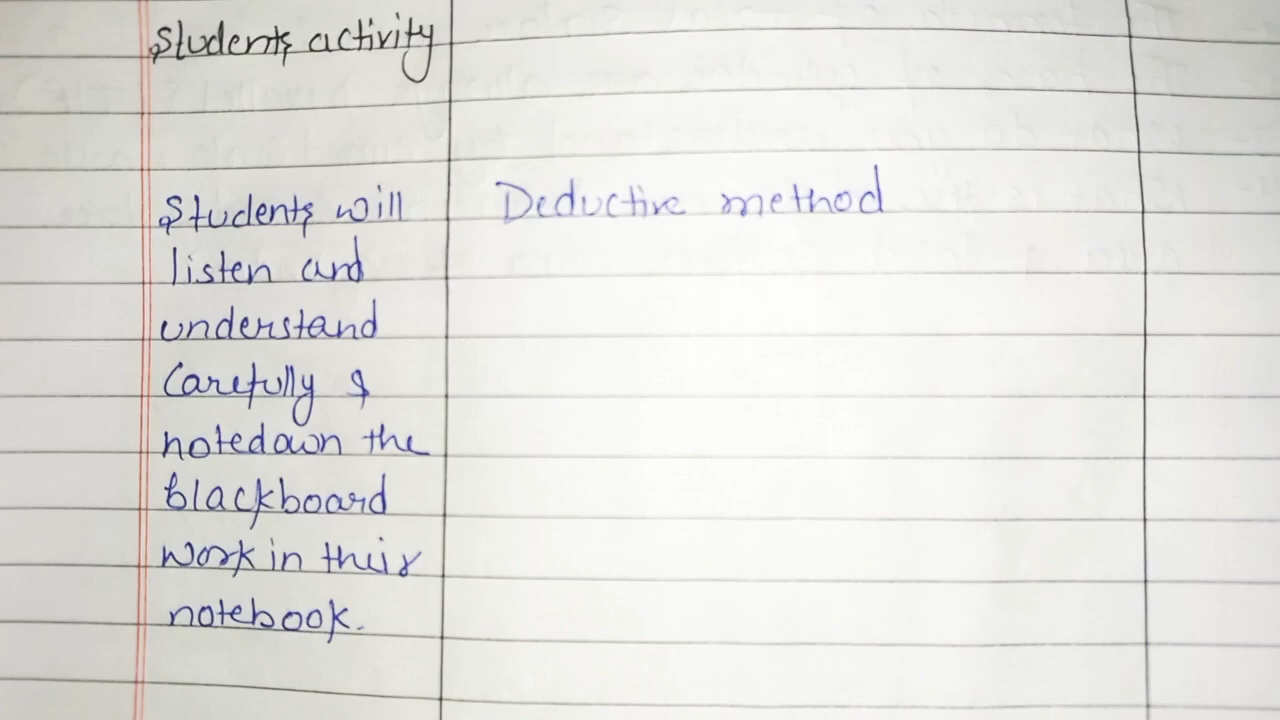 Students activity
Students will
listen and
understand
Carefully &
notedown the
blackboard
work in their
notebook.
Deductive method